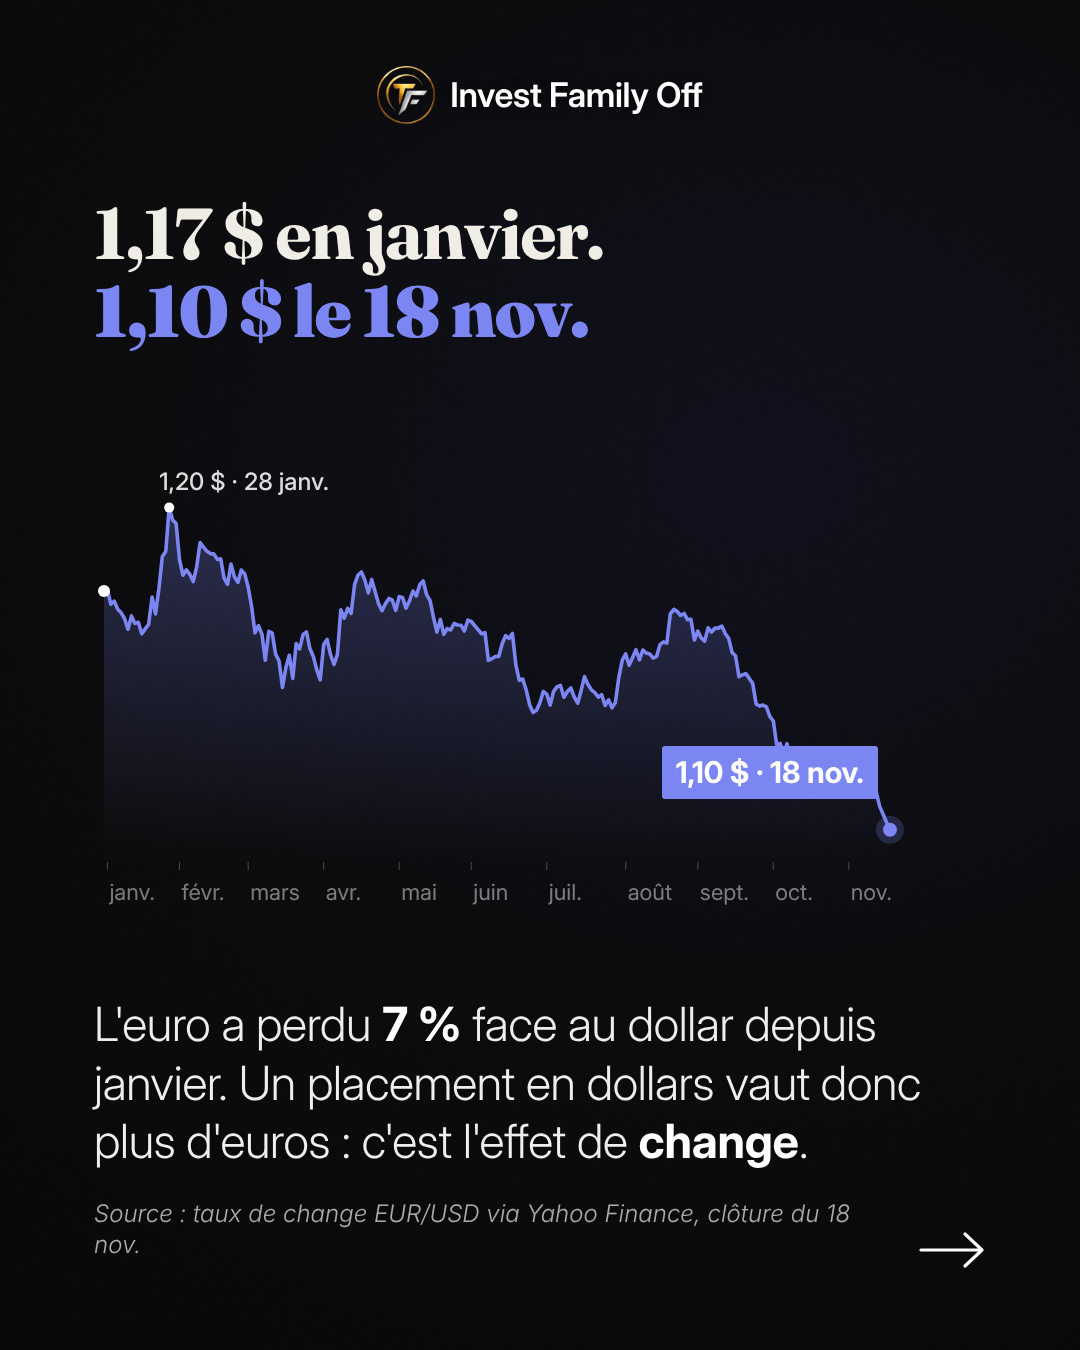 TF
Invest Family Off
1,17 $ en janvier.
1,10 $ le 18 nov.
1,20 $ · 28 janv.
1,10 $ · 18 nov.
janv. févr. mars avr. mai juin juil. août sept. oct. nov.
L'euro a perdu 7 % face au dollar depuis
janvier. Un placement en dollars vaut donc
plus d'euros : c'est l'effet de change.
Source : taux de change EUR/USD via Yahoo Finance, clôture du 18
nov.